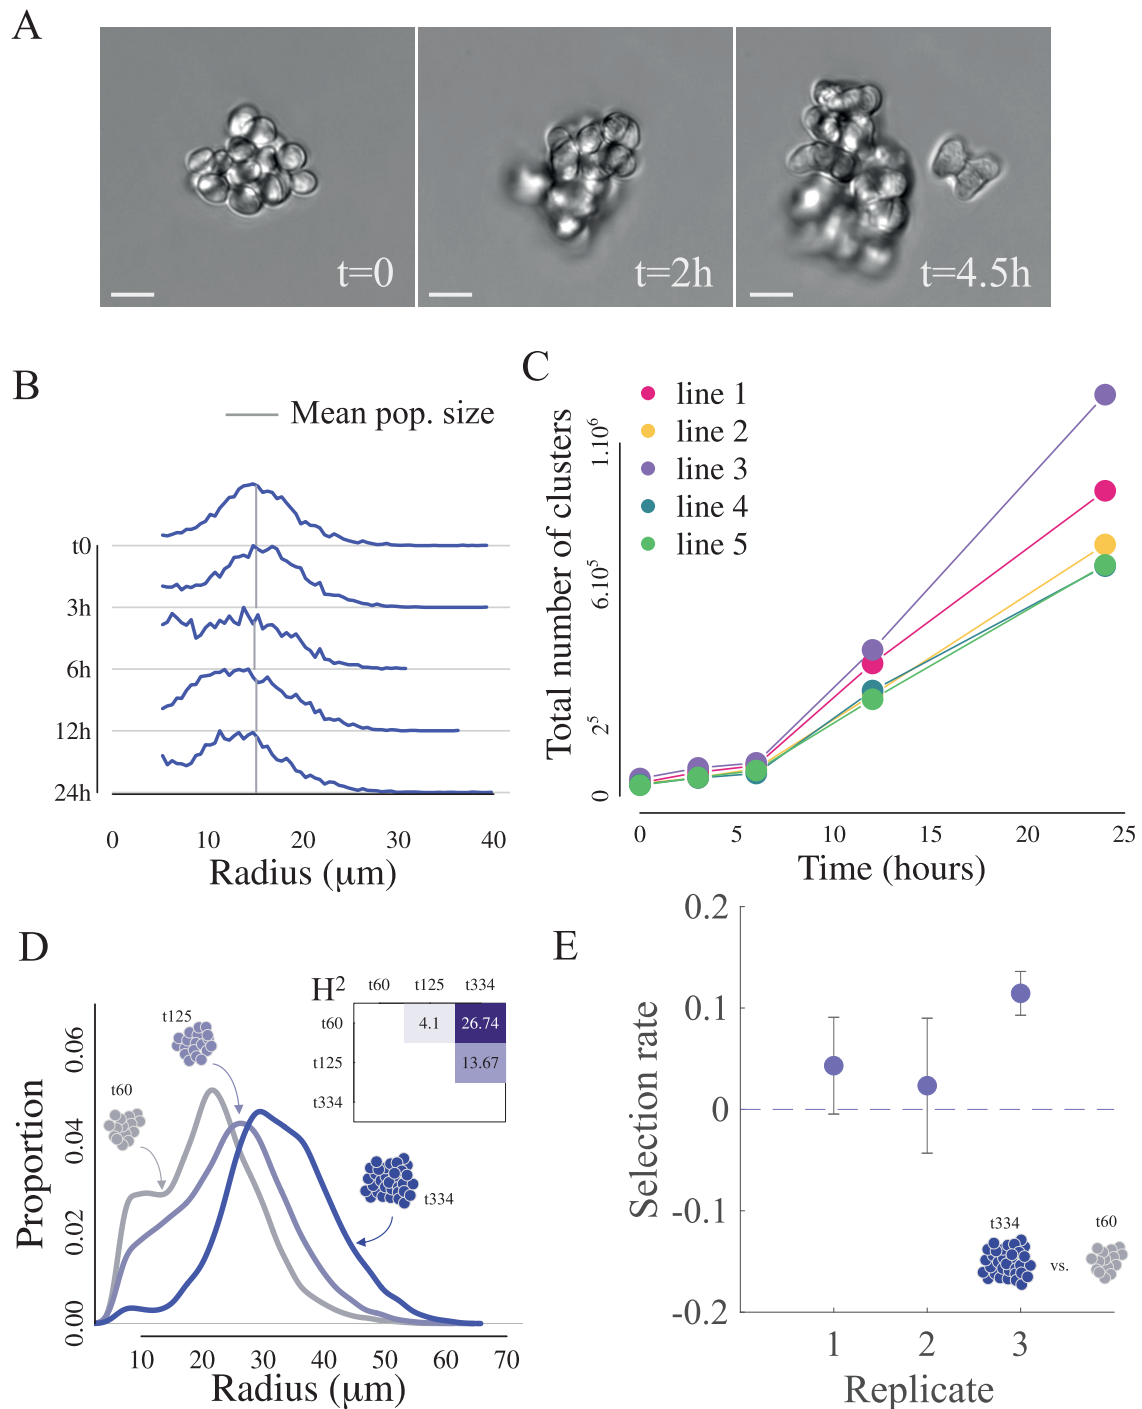 A
t=0
t=2h
t=4.5h
B
Mean pop. size
t0
3h
6h
12h
24h
0 10 20 30 40
Radius (μm)
C
line 1
line 2
line 3
line 4
line 5
Total number of clusters
1.10⁶
6.10⁵
2⁵
0
0 5 10 15 20 25
Time (hours)
D
H²
t60 t125 t334
t60 4.1 26.74
t125 13.67
t334
t125
t60
t334
Proportion
0.06
0.04
0.02
0.00
10 20 30 40 50 60 70
Radius (μm)
E
Selection rate
0.2
0.1
0
-0.1
-0.2
t334 vs. t60
1 2 3
Replicate